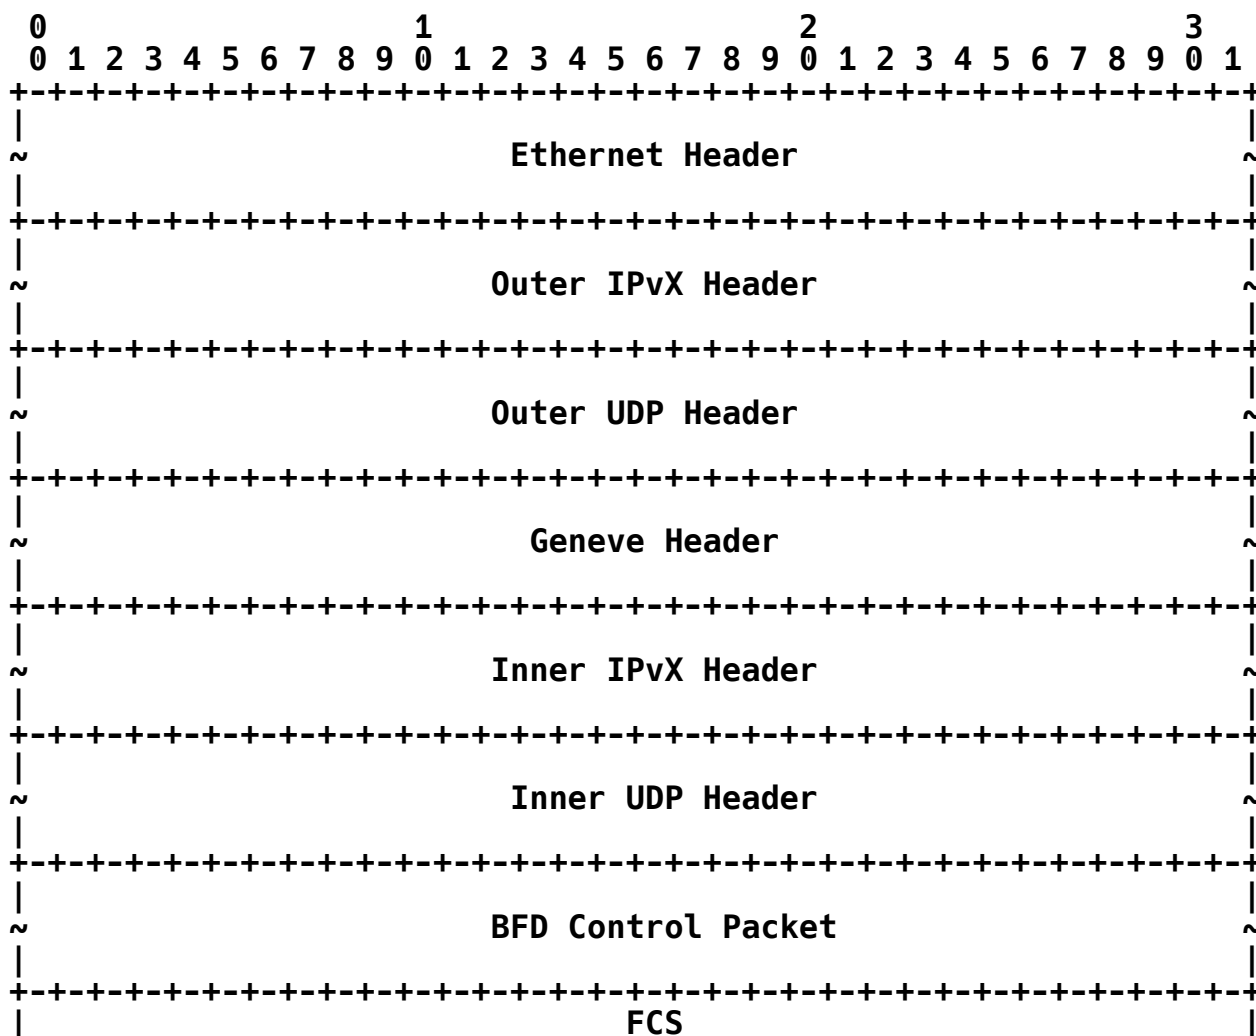 0                   1                   2                   3
 0 1 2 3 4 5 6 7 8 9 0 1 2 3 4 5 6 7 8 9 0 1 2 3 4 5 6 7 8 9 0 1
+-+-+-+-+-+-+-+-+-+-+-+-+-+-+-+-+-+-+-+-+-+-+-+-+-+-+-+-+-+-+-+-+
|                                                               |
~                         Ethernet Header                       ~
|                                                               |
+-+-+-+-+-+-+-+-+-+-+-+-+-+-+-+-+-+-+-+-+-+-+-+-+-+-+-+-+-+-+-+-+
|                                                               |
~                        Outer IPvX Header                      ~
|                                                               |
+-+-+-+-+-+-+-+-+-+-+-+-+-+-+-+-+-+-+-+-+-+-+-+-+-+-+-+-+-+-+-+-+
|                                                               |
~                        Outer UDP Header                       ~
|                                                               |
+-+-+-+-+-+-+-+-+-+-+-+-+-+-+-+-+-+-+-+-+-+-+-+-+-+-+-+-+-+-+-+-+
|                                                               |
~                          Geneve Header                        ~
|                                                               |
+-+-+-+-+-+-+-+-+-+-+-+-+-+-+-+-+-+-+-+-+-+-+-+-+-+-+-+-+-+-+-+-+
|                                                               |
~                        Inner IPvX Header                      ~
|                                                               |
+-+-+-+-+-+-+-+-+-+-+-+-+-+-+-+-+-+-+-+-+-+-+-+-+-+-+-+-+-+-+-+-+
|                                                               |
~                         Inner UDP Header                      ~
|                                                               |
+-+-+-+-+-+-+-+-+-+-+-+-+-+-+-+-+-+-+-+-+-+-+-+-+-+-+-+-+-+-+-+-+
|                                                               |
~                        BFD Control Packet                     ~
|                                                               |
+-+-+-+-+-+-+-+-+-+-+-+-+-+-+-+-+-+-+-+-+-+-+-+-+-+-+-+-+-+-+-+-+
|                               FCS                             |